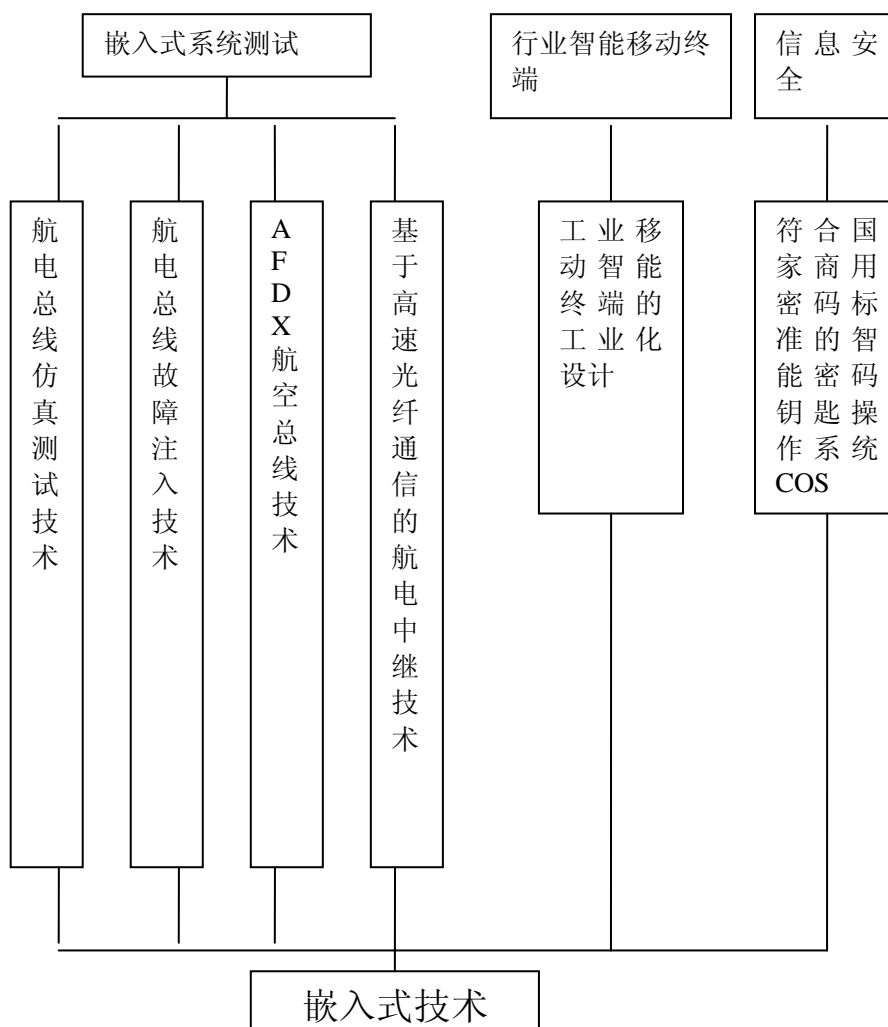 嵌入式系统测试
行业智能移动终
端
信息安
全
航电总线仿真测试技术
航电总线故障注入技术
AFDX航空总线技术
基于高速光纤通信的航电中继技术
工业移
动智能
终端的
工业化
设计
符合国
家商用
密码标
准的智
能密码
钥匙操
作系统
COS
嵌入式技术